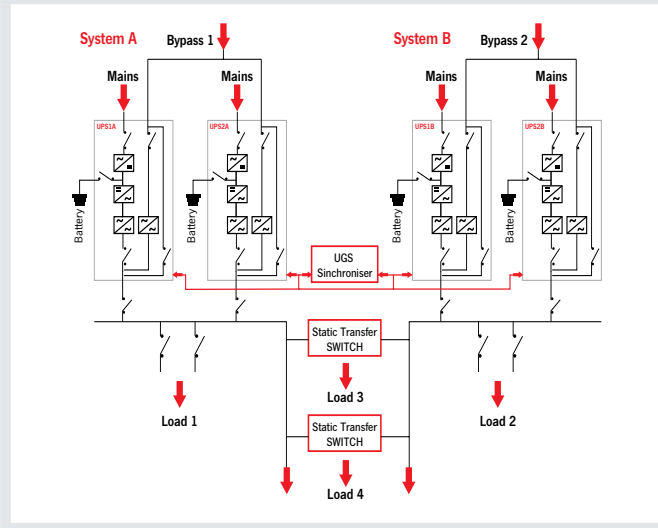 System A
Bypass 1
System B
Bypass 2
Mains
Mains
Mains
Mains
UPS1A
UPS2A
UPS1B
UPS2B
Battery
Battery
Battery
Battery
UGS
Sinchroniser
Static Transfer
SWITCH
Load 3
Load 1
Load 2
Static Transfer
SWITCH
Load 4